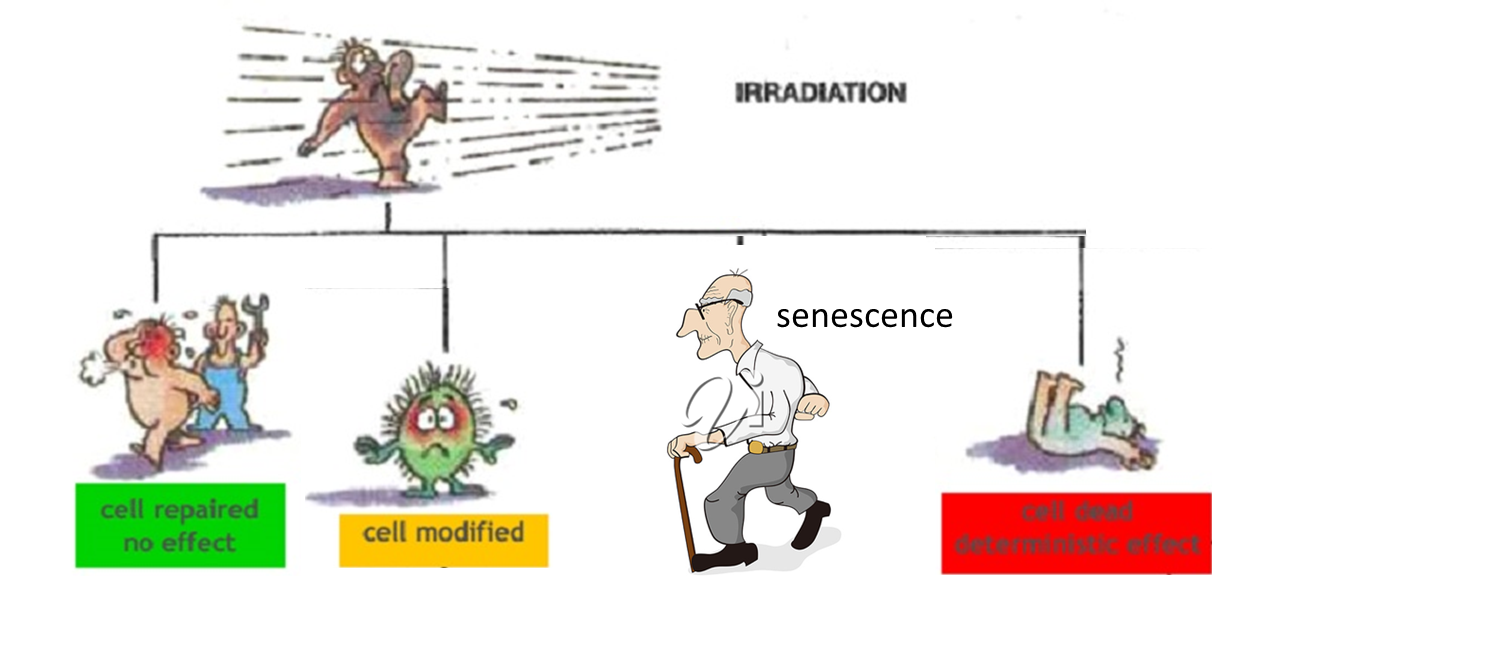 IRRADIATION
senescence
cell repaired
no effect
cell modified
cell dead
deterministic effect